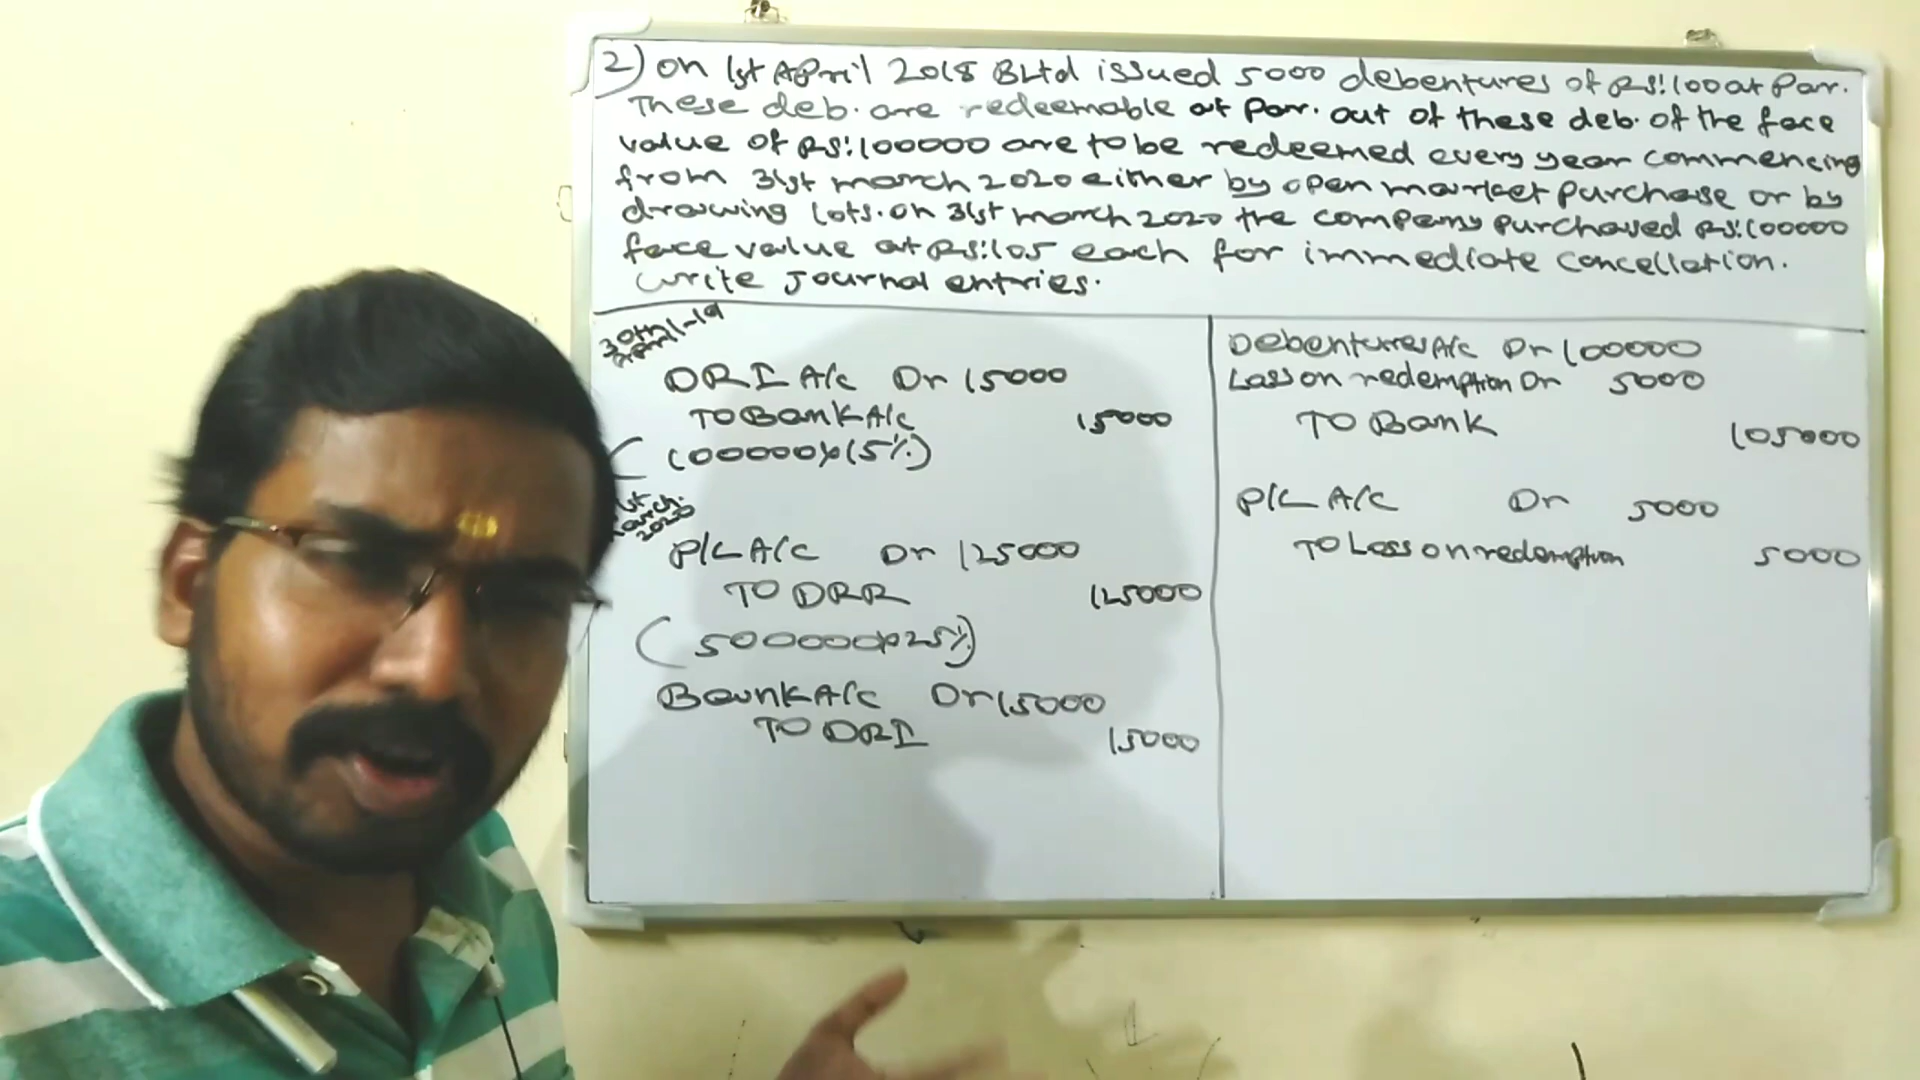 2) on 1st April 2018 B Ltd issued 5000 debentures of Rs:100 at Par.
These deb. are redeemable at Par. out of these deb. of the face
value of Rs:100000 are to be redeemed every year commencing
from 31st march 2020 either by open market purchase or by
drawing lots. on 31st march 2020 the company purchased Rs:100000
face value at Rs:105 each for immediate cancellation.
write Journal entries.
30th April-19
DRI A/c Dr 15000
To Bank A/c 15000
(100000x15%)
1st march. 2020
P/L A/C Dr 125000
To DRR 125000
(500000x25%)
Bank A/c Dr 15000
To DRI 15000
Debentures A/c Dr 100000
Loss on redemption Dr 5000
To Bank 105000
P/L A/C Dr 5000
To Loss on redemption 5000